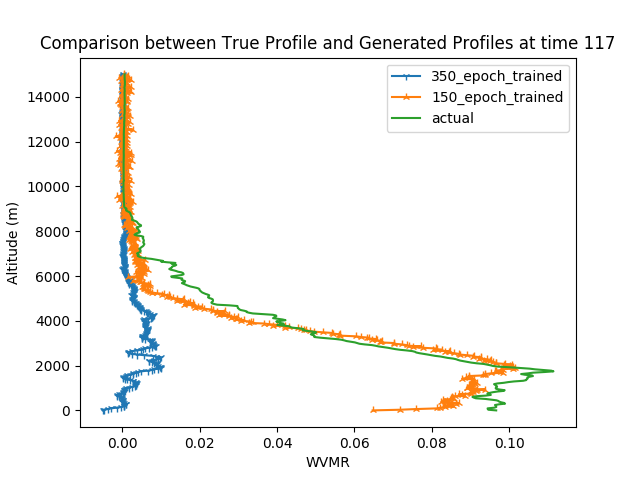 Comparison between True Profile and Generated Profiles at time 117
350_epoch_trained
150_epoch_trained
actual
14000
12000
10000
8000
6000
4000
2000
0
Altitude (m)
0.00 0.02 0.04 0.06 0.08 0.10
WVMR